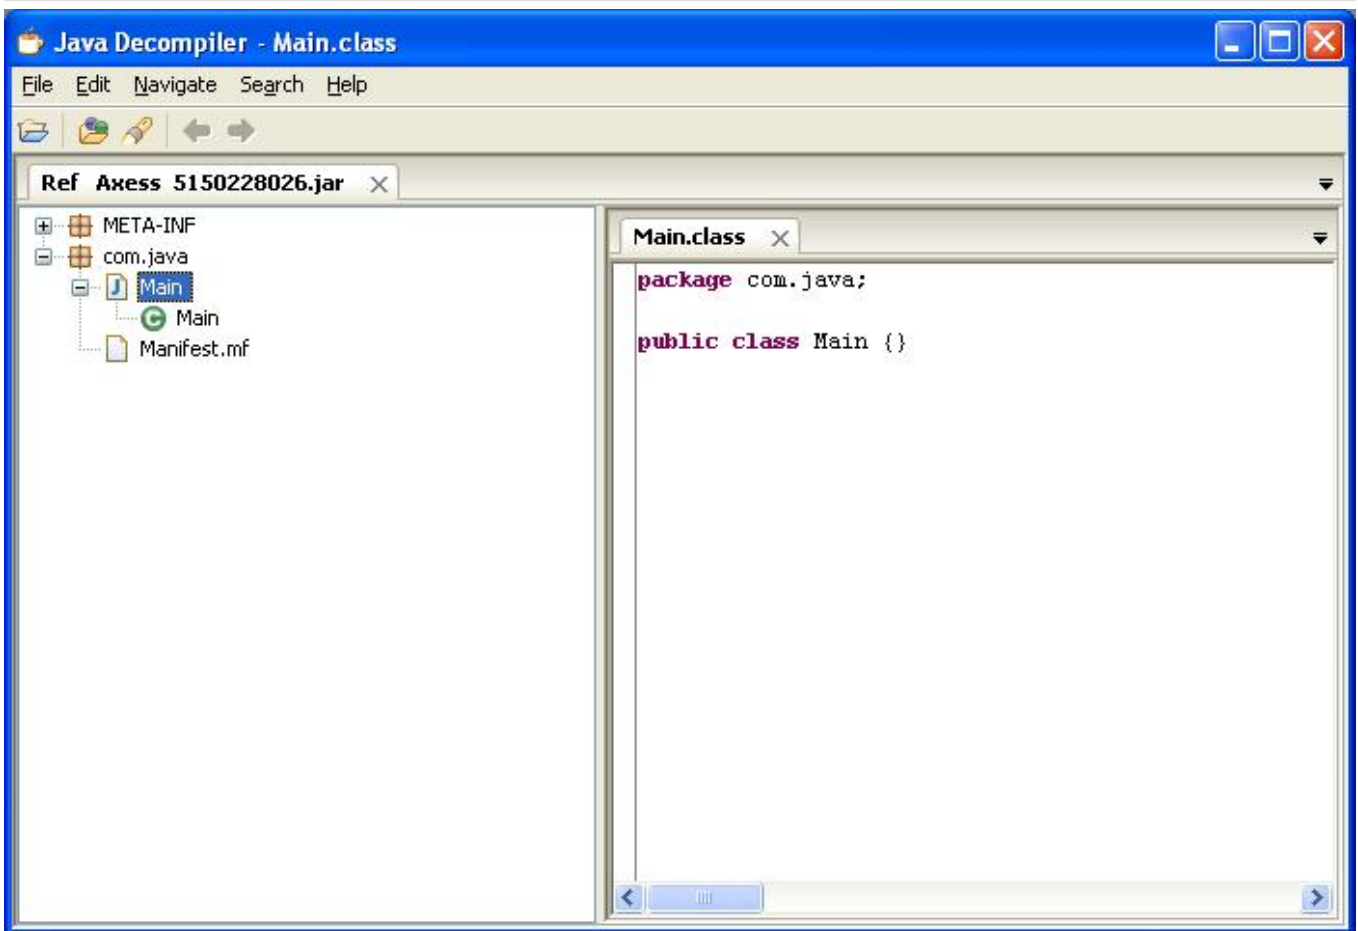 Java Decompiler - Main.class
File Edit Navigate Search Help
Ref Axess 5150228026.jar
META-INF
com.java
Main
Main
Manifest.mf
Main.class
package com.java;
public class Main {}